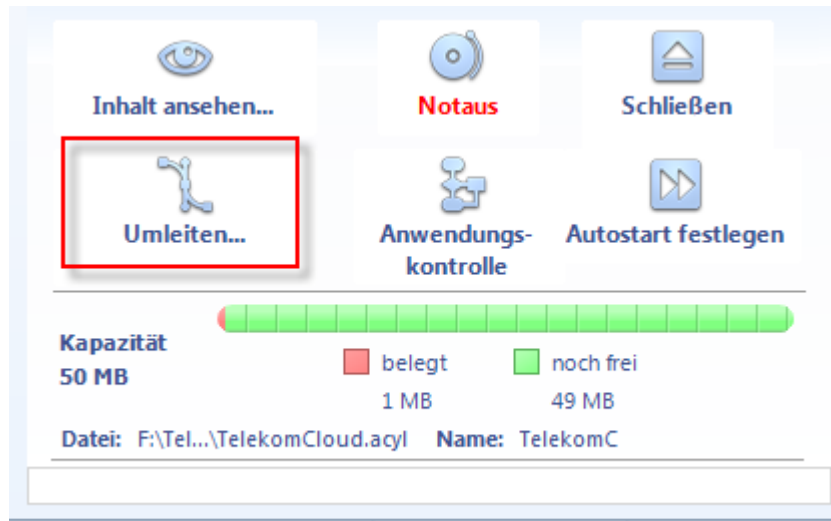 Inhalt ansehen...
Notaus
Schließen
Umleiten...
Anwendungs-
kontrolle
Autostart festlegen
Kapazität
50 MB
belegt
noch frei
1 MB
49 MB
Datei: F:\Tel...\TelekomCloud.acyl Name: TelekomC